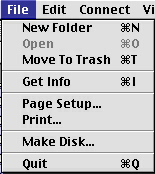 File Edit Connect Vi
New Folder ⌘N
Open ⌘O
Move To Trash ⌘T
Get Info ⌘I
Page Setup...
Print...
Make Disk...
Quit ⌘Q